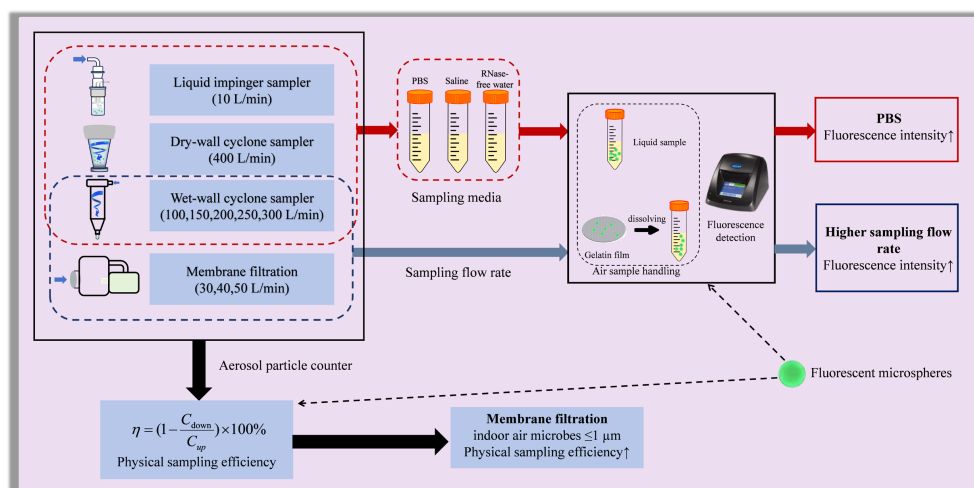 Liquid impinger sampler
(10 L/min)
Dry-wall cyclone sampler
(400 L/min)
Wet-wall cyclone sampler
(100,150,200,250,300 L/min)
Membrane filtration
(30,40,50 L/min)
PBS
Saline
RNase-
free water
Sampling media
Sampling flow rate
Liquid sample
dissolving
Gelatin film
Air sample handling
Fluorescence
detection
PBS
Fluorescence intensity↑
Higher sampling flow
rate
Fluorescence intensity↑
Aerosol particle counter
Fluorescent microspheres
η = (1 − C_down / C_up) × 100%
Physical sampling efficiency
Membrane filtration
indoor air microbes ≤1 μm
Physical sampling efficiency↑